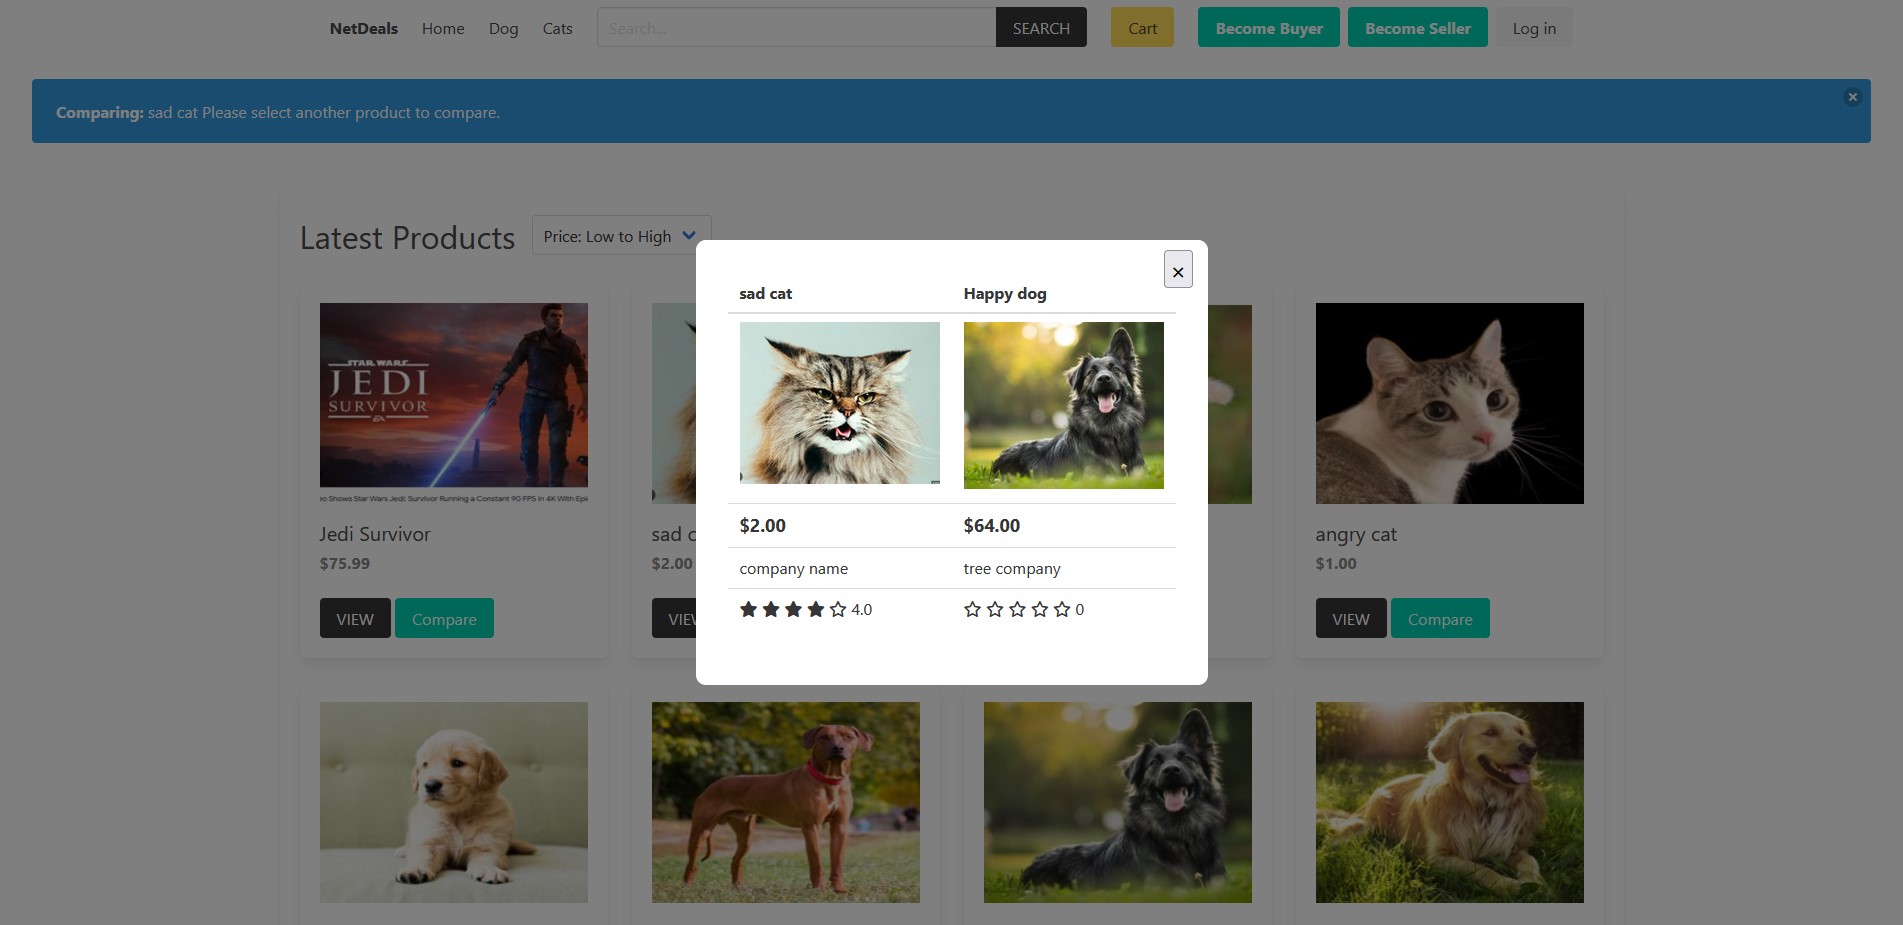 NetDeals Home Dog Cats Search... SEARCH Cart Become Buyer Become Seller Log in
Comparing: sad cat Please select another product to compare.
×
Latest Products Price: Low to High
×
sad cat Happy dog
$2.00 $64.00
company name tree company
4.0 0
STAR WARS
JEDI
SURVIVOR
EA
o Shows Star Wars Jedi: Survivor Running a Constant 90 FPS in 4K With Epi
Jedi Survivor
$75.99
VIEW Compare
sad c
$2.00
VIE
angry cat
$1.00
VIEW Compare